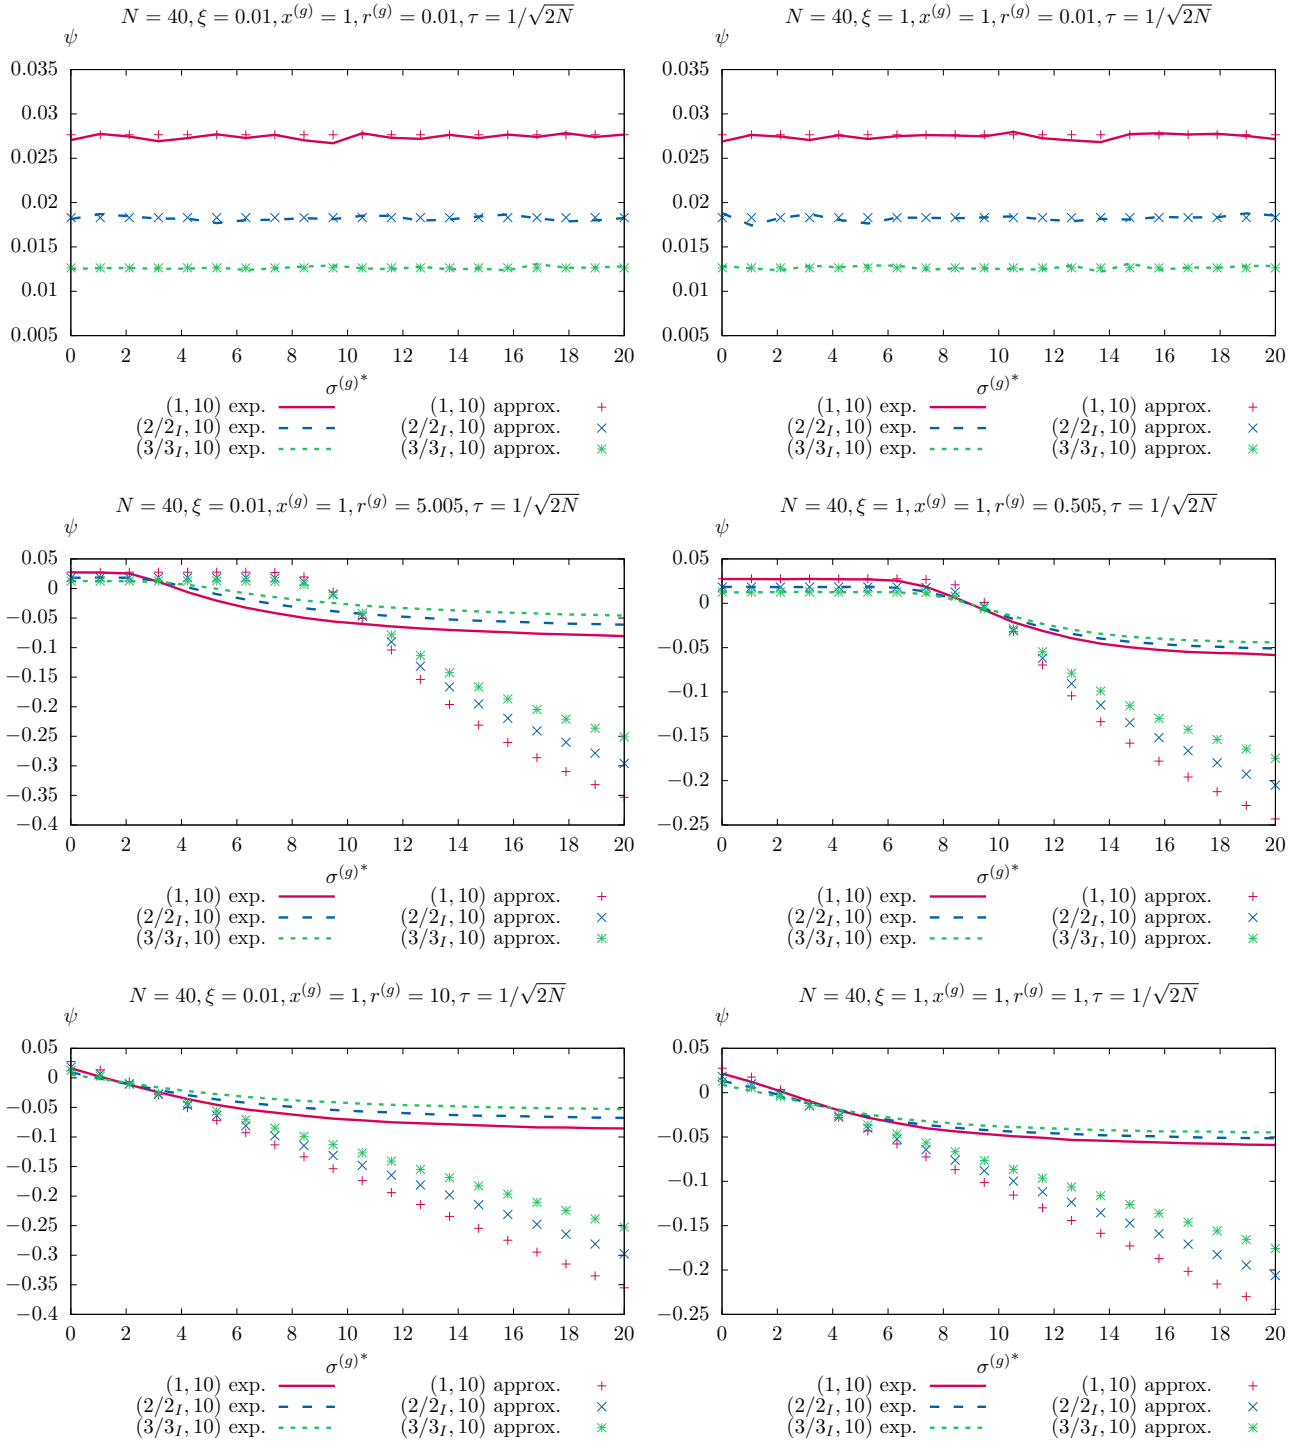 N = 40, ξ = 0.01, x^(g) = 1, r^(g) = 0.01, τ = 1/√2N
ψ
0.035
0.03
0.025
0.02
0.015
0.01
0.005
0 2 4 6 8 10 12 14 16 18 20
σ^(g)*
(1, 10) exp. (1, 10) approx.
(2/2_I, 10) exp. (2/2_I, 10) approx.
(3/3_I, 10) exp. (3/3_I, 10) approx.
N = 40, ξ = 1, x^(g) = 1, r^(g) = 0.01, τ = 1/√2N
ψ
0.035
0.03
0.025
0.02
0.015
0.01
0.005
0 2 4 6 8 10 12 14 16 18 20
σ^(g)*
(1, 10) exp. (1, 10) approx.
(2/2_I, 10) exp. (2/2_I, 10) approx.
(3/3_I, 10) exp. (3/3_I, 10) approx.
N = 40, ξ = 0.01, x^(g) = 1, r^(g) = 5.005, τ = 1/√2N
ψ
0.05
0
−0.05
−0.1
−0.15
−0.2
−0.25
−0.3
−0.35
−0.4
0 2 4 6 8 10 12 14 16 18 20
σ^(g)*
(1, 10) exp. (1, 10) approx.
(2/2_I, 10) exp. (2/2_I, 10) approx.
(3/3_I, 10) exp. (3/3_I, 10) approx.
N = 40, ξ = 1, x^(g) = 1, r^(g) = 0.505, τ = 1/√2N
ψ
0.05
0
−0.05
−0.1
−0.15
−0.2
−0.25
0 2 4 6 8 10 12 14 16 18 20
σ^(g)*
(1, 10) exp. (1, 10) approx.
(2/2_I, 10) exp. (2/2_I, 10) approx.
(3/3_I, 10) exp. (3/3_I, 10) approx.
N = 40, ξ = 0.01, x^(g) = 1, r^(g) = 10, τ = 1/√2N
ψ
0.05
0
−0.05
−0.1
−0.15
−0.2
−0.25
−0.3
−0.35
−0.4
0 2 4 6 8 10 12 14 16 18 20
σ^(g)*
(1, 10) exp. (1, 10) approx.
(2/2_I, 10) exp. (2/2_I, 10) approx.
(3/3_I, 10) exp. (3/3_I, 10) approx.
N = 40, ξ = 1, x^(g) = 1, r^(g) = 1, τ = 1/√2N
ψ
0.05
0
−0.05
−0.1
−0.15
−0.2
−0.25
0 2 4 6 8 10 12 14 16 18 20
σ^(g)*
(1, 10) exp. (1, 10) approx.
(2/2_I, 10) exp. (2/2_I, 10) approx.
(3/3_I, 10) exp. (3/3_I, 10) approx.